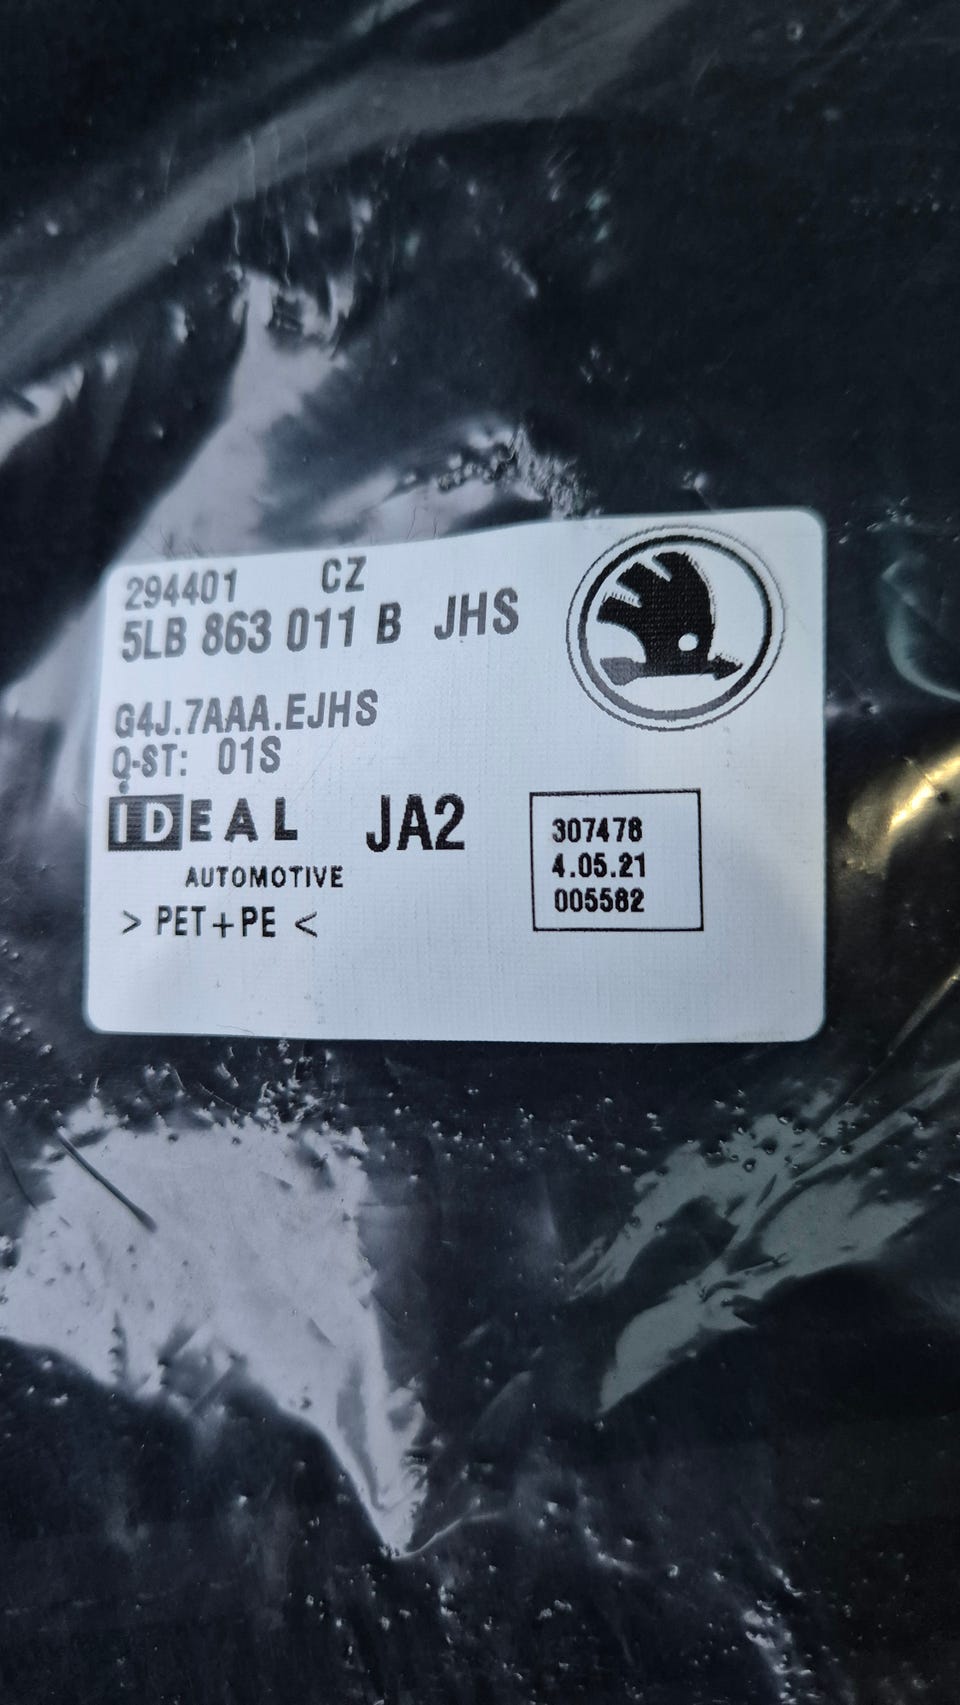 294401 CZ
5LB 863 011 B JHS
G4J.7AAA.EJHS
Q-ST: 01S
IDEAL JA2
AUTOMOTIVE
> PET+PE <
307478
4.05.21
005582